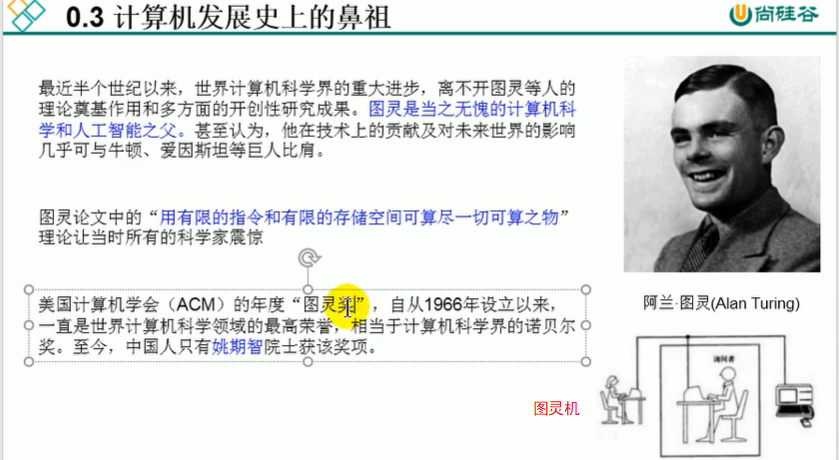 0.3 计算机发展史上的鼻祖
尚硅谷
最近半个世纪以来，世界计算机科学界的重大进步，离不开图灵等人的
理论奠基作用和多方面的开创性研究成果。图灵是当之无愧的计算机科
学和人工智能之父。甚至认为，他在技术上的贡献及对未来世界的影响
几乎可与牛顿、爱因斯坦等巨人比肩。
图灵论文中的“用有限的指令和有限的存储空间可算尽一切可算之物”
理论让当时所有的科学家震惊
美国计算机学会（ACM）的年度“图灵奖”，自从1966年设立以来，
一直是世界计算机科学领域的最高荣誉，相当于计算机科学界的诺贝尔
奖。至今，中国人只有姚期智院士获该奖项。
阿兰·图灵(Alan Turing)
询问者
图灵机